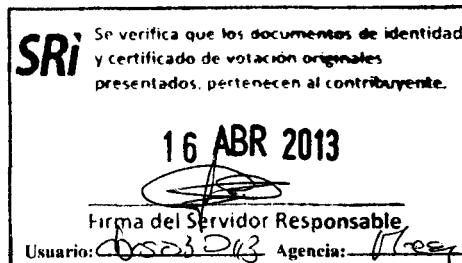 SRi Se verifica que los documentos de identidad
y certificado de votación originales
presentados, pertenecen al contribuyente.
16 ABR 2013
Firma del Servidor Responsable
Usuario: Agencia: